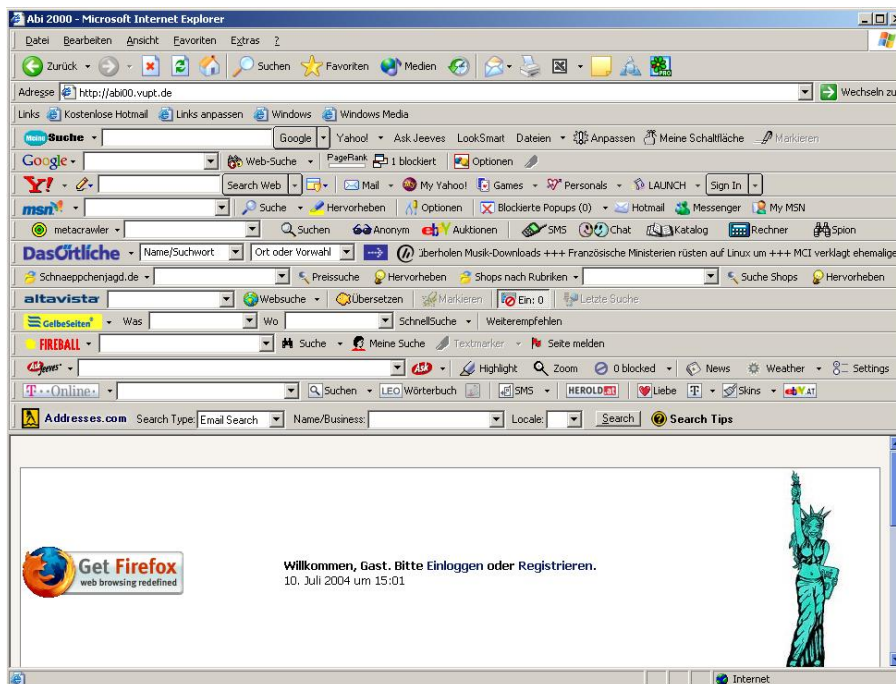 Abi 2000 - Microsoft Internet Explorer
Datei Bearbeiten Ansicht Favoriten Extras ?
Zurück Suchen Favoriten Medien PRO
Adresse http://abi00.vupt.de Wechseln zu
Links Kostenlose Hotmail Links anpassen Windows Windows Media
Meine Suche Google Yahoo! Ask Jeeves LookSmart Dateien Anpassen Meine Schaltfläche Markieren
Google Web-Suche PageRank 1 blockiert Optionen
Y! Search Web Mail My Yahoo! Games Personals LAUNCH Sign In
msn Suche Hervorheben Optionen Blockierte Popups (0) Hotmail Messenger My MSN
metacrawler Suchen Anonym ebY Auktionen SMS Chat Katalog Rechner Spion
DasÖrtliche Name/Suchwort Ort oder Vorwahl überholen Musik-Downloads +++ Französische Ministerien rüsten auf Linux um +++ MCI verklagt ehemalige
Schnaeppchenjagd.de Preissuche Hervorheben Shops nach Rubriken Suche Shops Hervorheben
altavista Websuche Übersetzen Markieren Ein: 0 Letzte Suche
GelbeSeiten Was Wo SchnellSuche Weiterempfehlen
FIREBALL Suche Meine Suche Textmarker Seite melden
Ask Jeeves Ask Highlight Zoom 0 blocked News Weather Settings
T··Online· Suchen LEO Wörterbuch SMS HEROLD Liebe T Skins ebY AT
Addresses.com Search Type: Email Search Name/Business: Locale: Search Search Tips
Get Firefox
web browsing redefined
Willkommen, Gast. Bitte Einloggen oder Registrieren.
10. Juli 2004 um 15:01
Internet